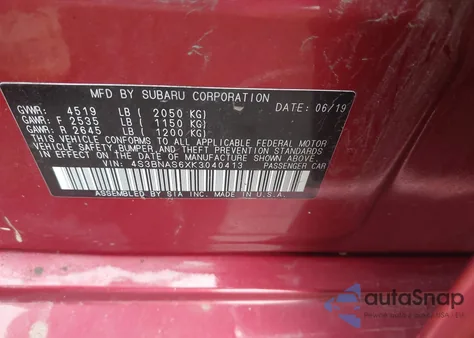 MFD BY SUBARU CORPORATION
GVWR: 4519 LB (2050 KG) DATE: 06/19
GAWR: F 2535 LB (1150 KG)
GAWR: R 2645 LB (1200 KG)
THIS VEHICLE CONFORMS TO ALL APPLICABLE FEDERAL MOTOR
VEHICLE SAFETY, BUMPER, AND THEFT PREVENTION STANDARDS
IN EFFECT ON THE DATE OF MANUFACTURE SHOWN ABOVE.
VIN: 4S3BNAS6XK3040413 PASSENGER CAR
ASSEMBLED BY SIA INC. MADE IN U.S.A.
autoSnap